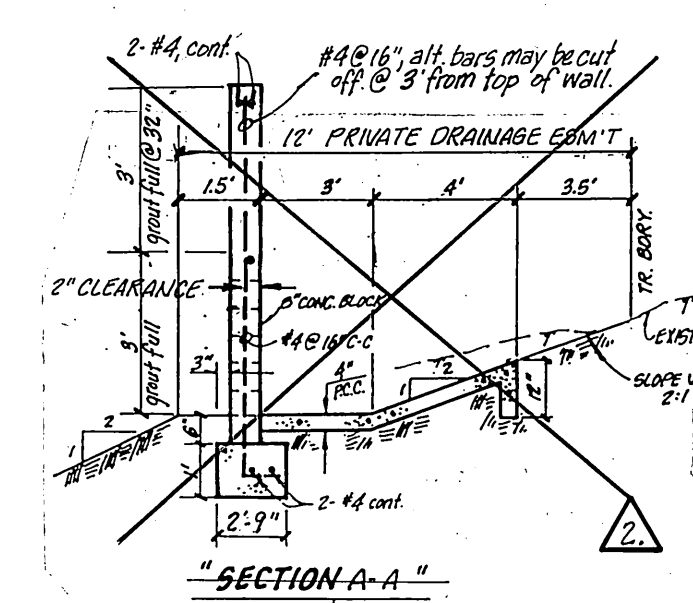 2-#4, cont.
#4@16", alt. bars may be cut
off @ 3' from top of wall.
12' PRIVATE DRAINAGE ESM'T
3'
grout full @ 32"
1.5'
3'
4'
3.5'
TR. BDRY.
2" CLEARANCE
8" CONC. BLOCK
#4@16" C-C
3'
grout full
3"
4"
P.C.C.
1
2
12"
EXIST
SLOPE V
2:1
1
2
6"
1'
2-#4 cont.
2'-9"
2.
"SECTION A-A"